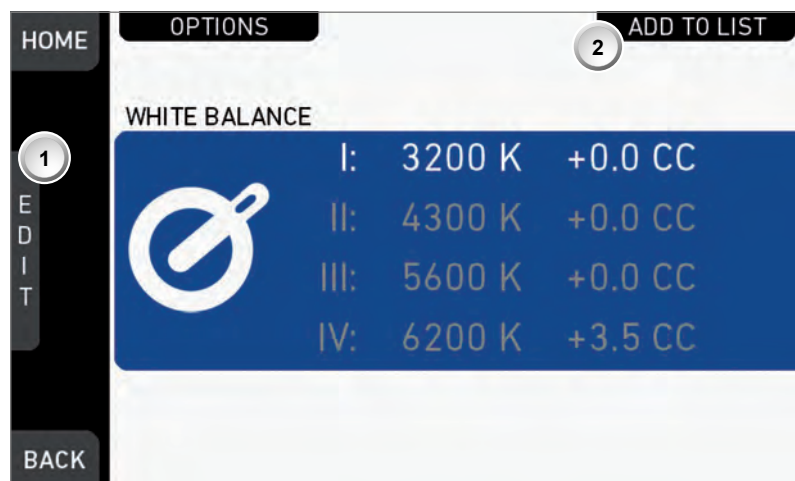 HOME
OPTIONS
ADD TO LIST
2
WHITE BALANCE
1
EDIT
I: 3200 K +0.0 CC
II: 4300 K +0.0 CC
III: 5600 K +0.0 CC
IV: 6200 K +3.5 CC
BACK